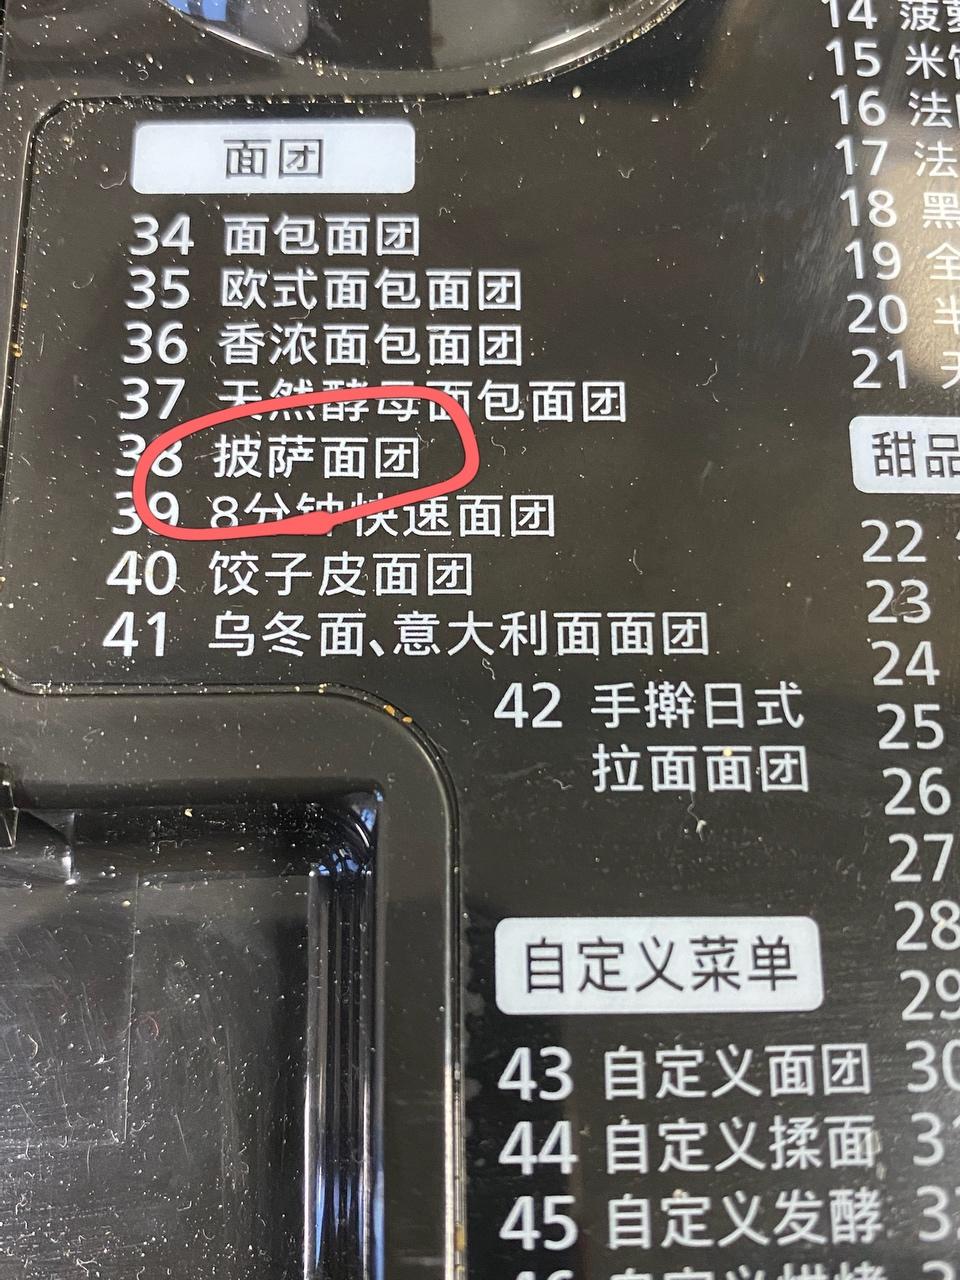 面团
34 面包面团
35 欧式面包面团
36 香浓面包面团
37 天然酵母面包面团
38 披萨面团
39 8分钟快速面团
40 饺子皮面团
41 乌冬面、意大利面面团
42 手擀日式
拉面面团
自定义菜单
43 自定义面团
44 自定义揉面
45 自定义发酵
14 菠
15 米
16 法
17 法
18 黑
19 全
20 半
21 天
甜品
22
23
24
25
26
27
28
29
30